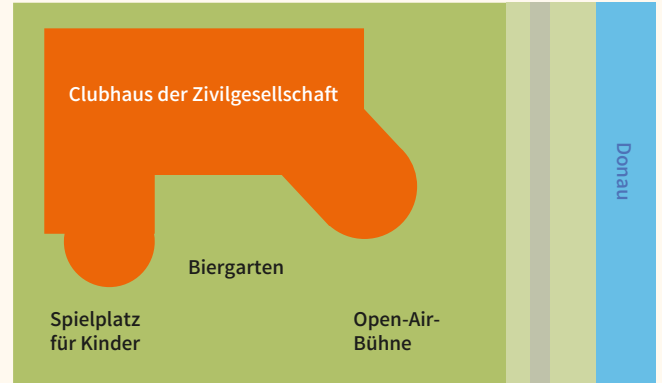 Clubhaus der Zivilgesellschaft
Donau
Biergarten
Spielplatz
für Kinder
Open-Air-
Bühne